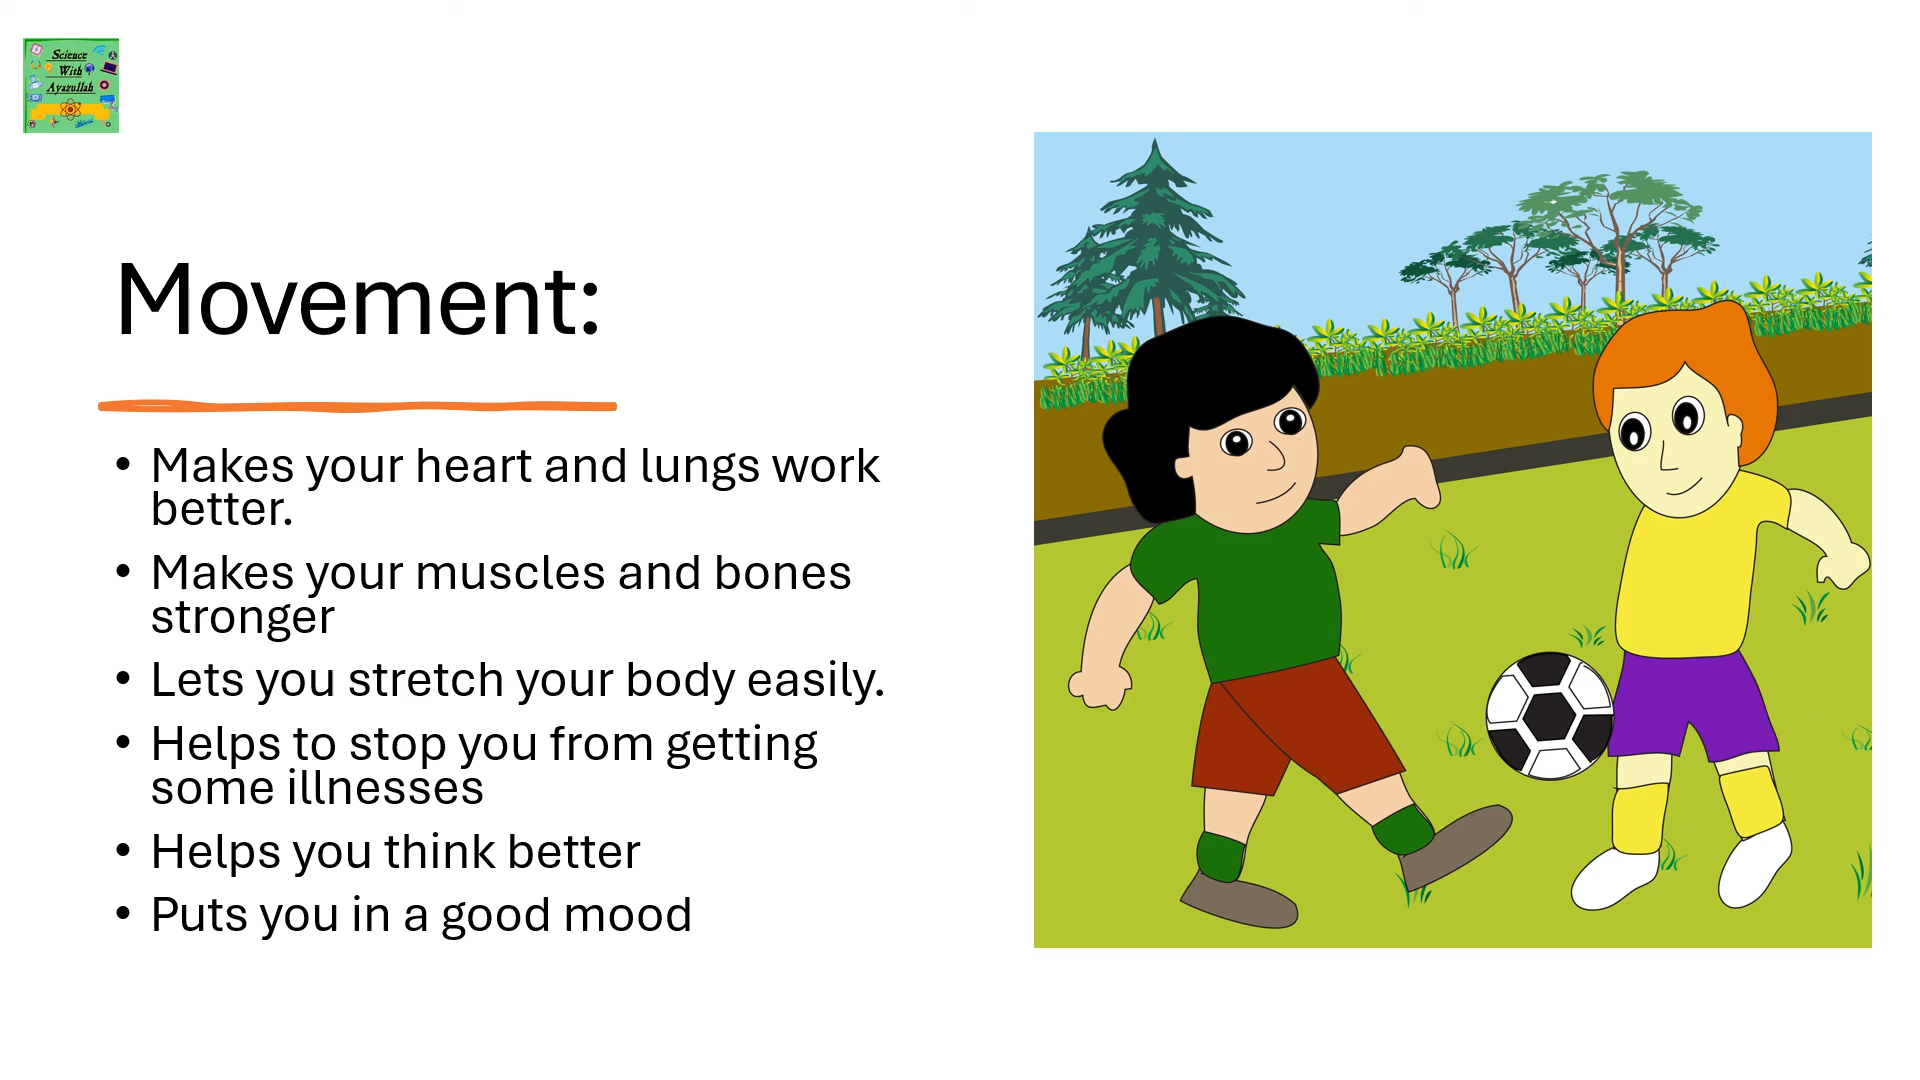 Science
With
Ayazullah
Movement:
• Makes your heart and lungs work
better.
• Makes your muscles and bones
stronger
• Lets you stretch your body easily.
• Helps to stop you from getting
some illnesses
• Helps you think better
• Puts you in a good mood